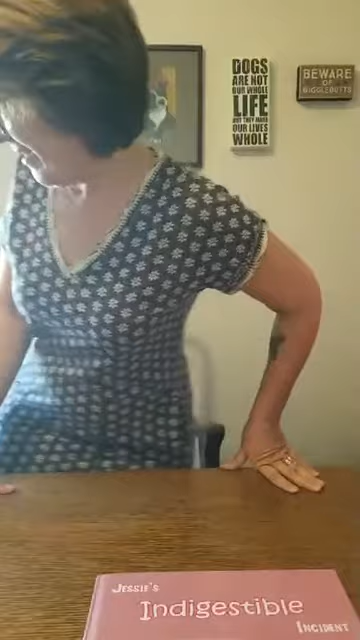 DOGS
ARE NOT
OUR WHOLE
LIFE
BUT THEY MAKE
OUR LIVES
WHOLE
BEWARE
OF
WIGGLEBUTTS
JESSIE'S
Indigestible
INCIDENT